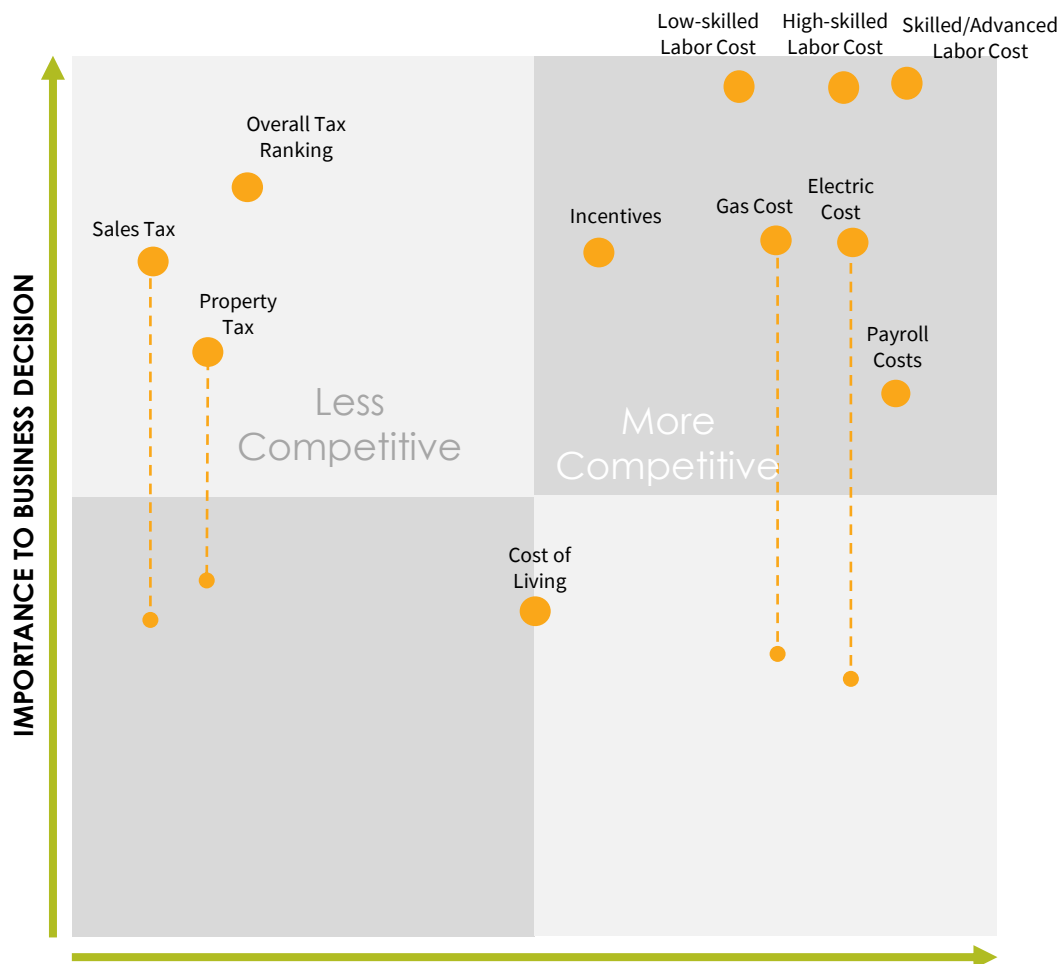 Low-skilled
Labor Cost
High-skilled
Labor Cost
Skilled/Advanced
Labor Cost
Overall Tax
Ranking
Sales Tax
Incentives
Gas Cost
Electric
Cost
Property
Tax
Payroll
Costs
Less
Competitive
More
Competitive
Cost of
Living
IMPORTANCE TO BUSINESS DECISION